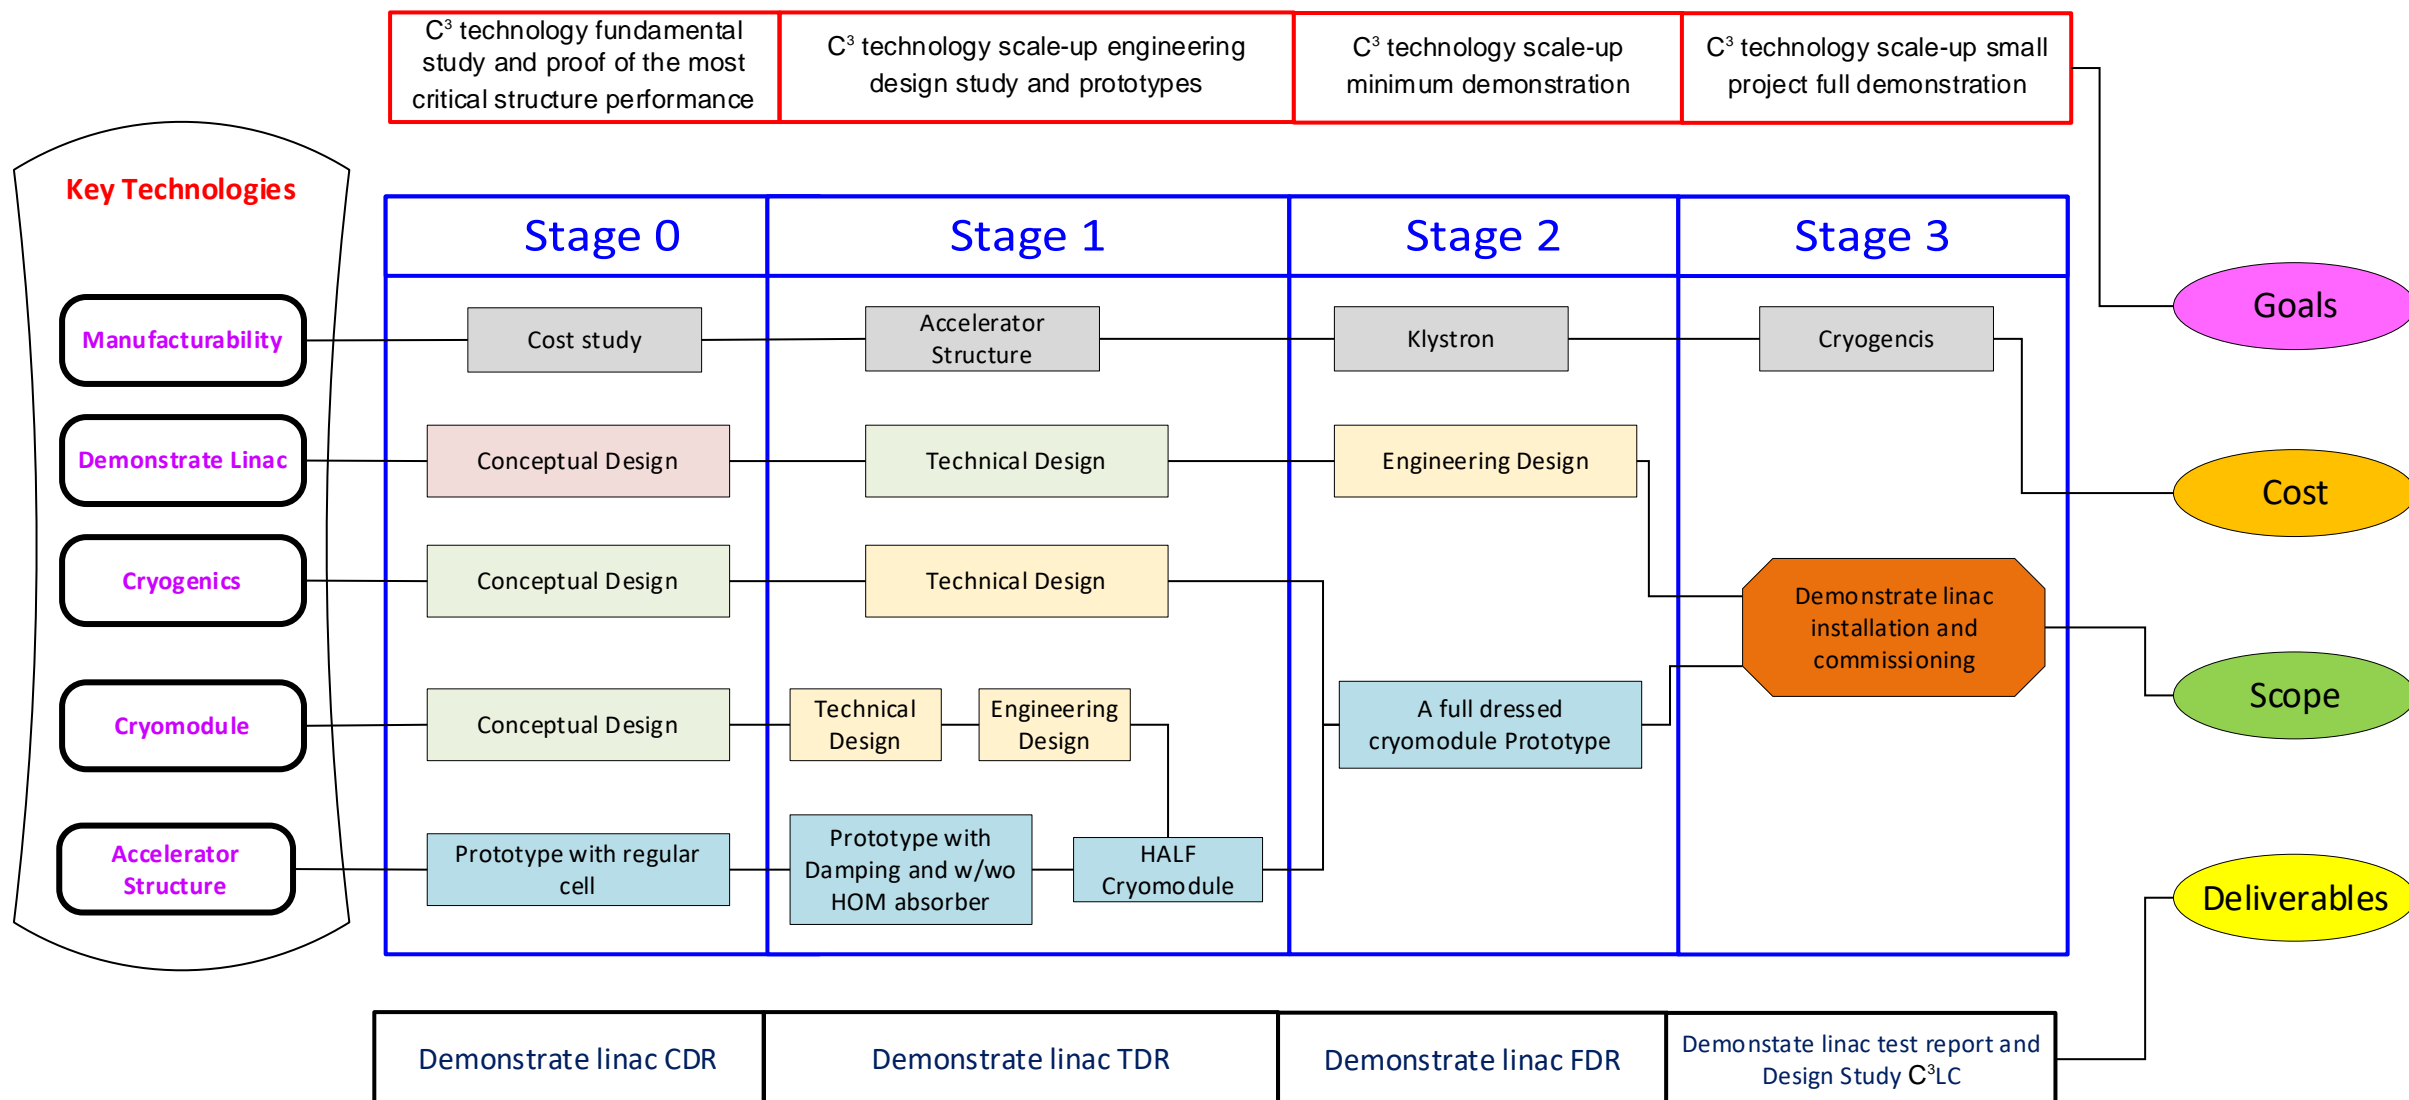 C³ technology fundamental
study and proof of the most
critical structure performance
C³ technology scale-up engineering
design study and prototypes
C³ technology scale-up
minimum demonstration
C³ technology scale-up small
project full demonstration
Key Technologies
Stage 0
Stage 1
Stage 2
Stage 3
Goals
Manufacturability
Cost study
Accelerator
Structure
Klystron
Cryogencis
Demonstrate Linac
Conceptual Design
Technical Design
Engineering Design
Cost
Cryogenics
Conceptual Design
Technical Design
Demonstrate linac
installation and
commissioning
Scope
Cryomodule
Conceptual Design
Technical
Design
Engineering
Design
A full dressed
cryomodule Prototype
Accelerator
Structure
Prototype with regular
cell
Prototype with
Damping and w/wo
HOM absorber
HALF
Cryomodule
Deliverables
Demonstrate linac CDR
Demonstrate linac TDR
Demonstrate linac FDR
Demonstate linac test report and
Design Study C³LC